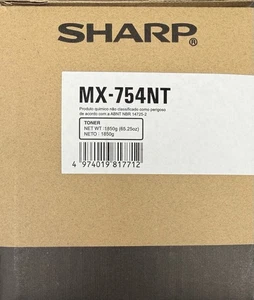 SHARP®
MX-754NT
Produto químico não classificado como perigoso
de acordo com a ABNT NBR 14725-2
TONER
NET WT : 1850g (65.25oz)
NETO : 1850g
4 974019 817712